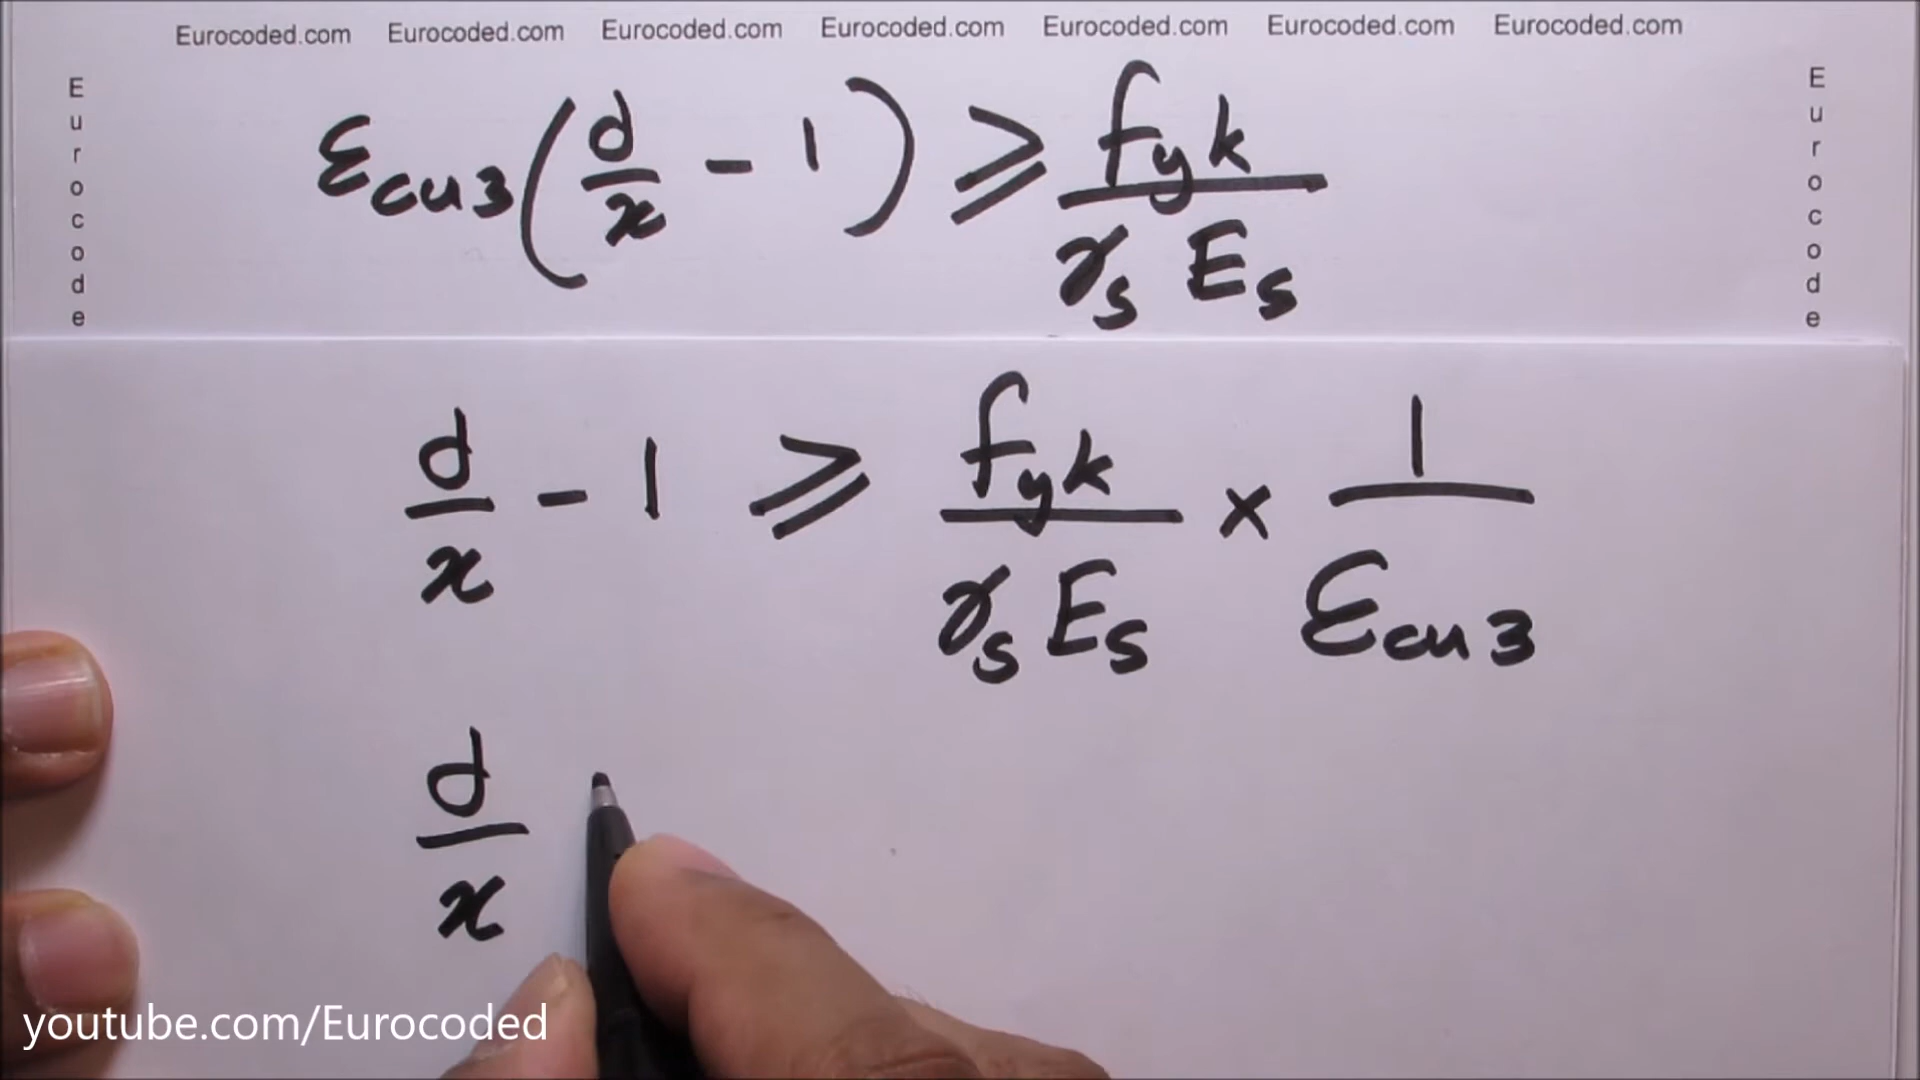 Eurocoded.com Eurocoded.com Eurocoded.com Eurocoded.com Eurocoded.com Eurocoded.com Eurocoded.com
Eurocode
Eurocode
εcu3(d/x - 1) ⩾ fyk/γs Es
d/x - 1 ⩾ fyk/γs Es × 1/εcu3
d/x
youtube.com/Eurocoded